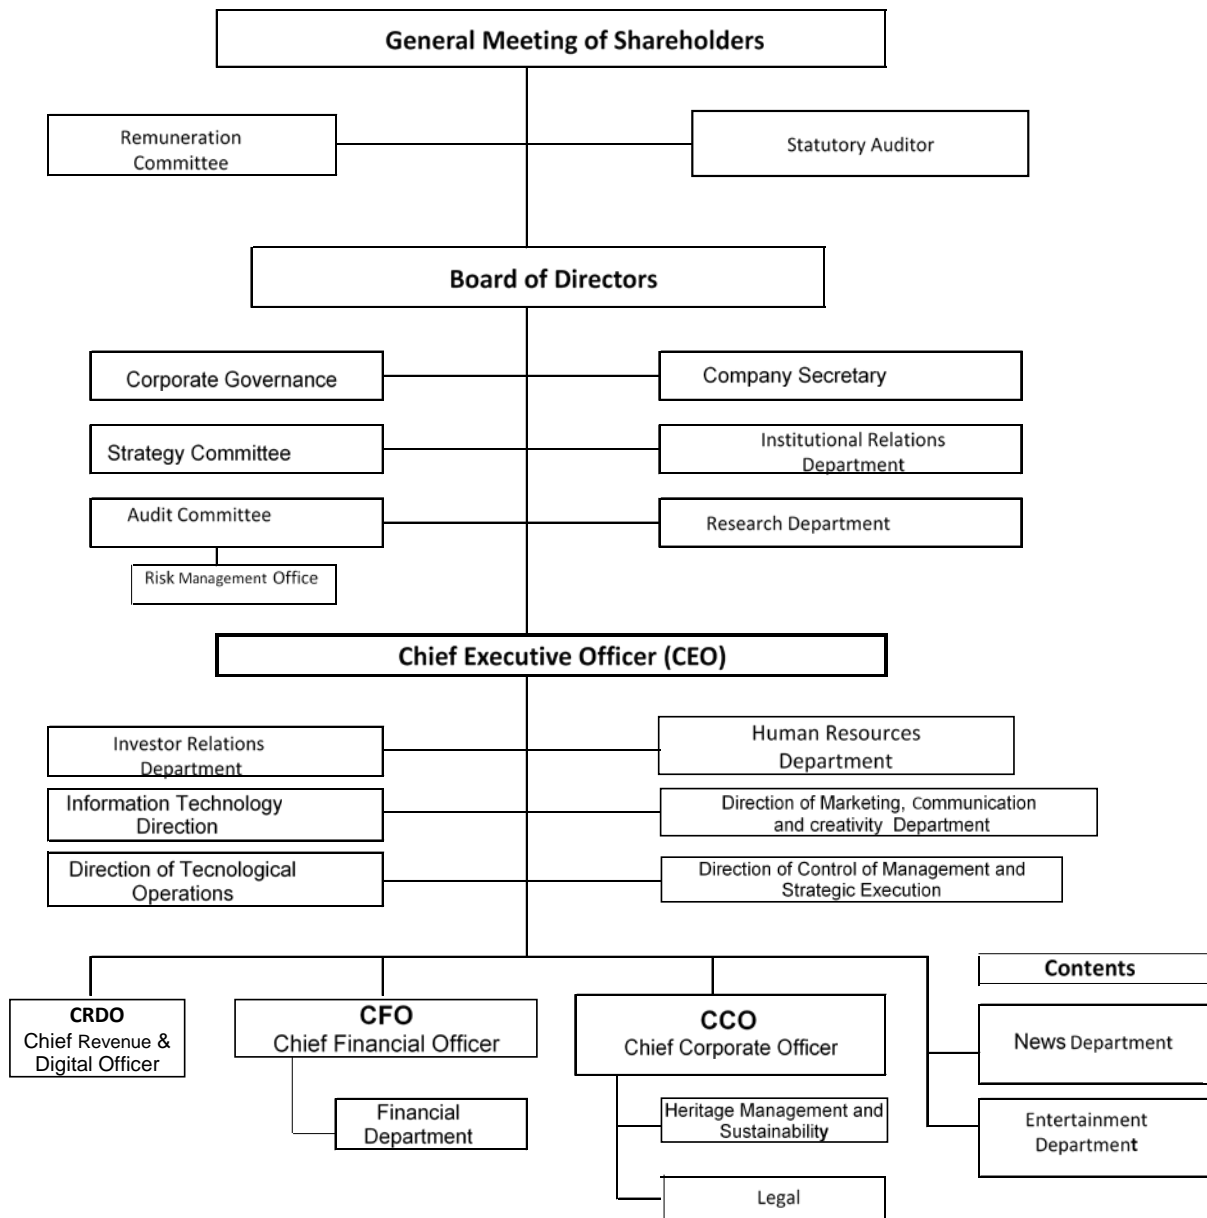 General Meeting of Shareholders
Remuneration
Committee
Statutory Auditor
Board of Directors
Corporate Governance
Company Secretary
Strategy Committee
Institutional Relations
Department
Audit Committee
Research Department
Risk Management Office
Chief Executive Officer (CEO)
Investor Relations
Department
Human Resources
Department
Information Technology
Direction
Direction of Marketing, Communication
and creativity Department
Direction of Tecnological
Operations
Direction of Control of Management and
Strategic Execution
Contents
CRDO
Chief Revenue &
Digital Officer
CFO
Chief Financial Officer
CCO
Chief Corporate Officer
News Department
Financial
Department
Heritage Management and
Sustainability
Entertainment
Department
Legal